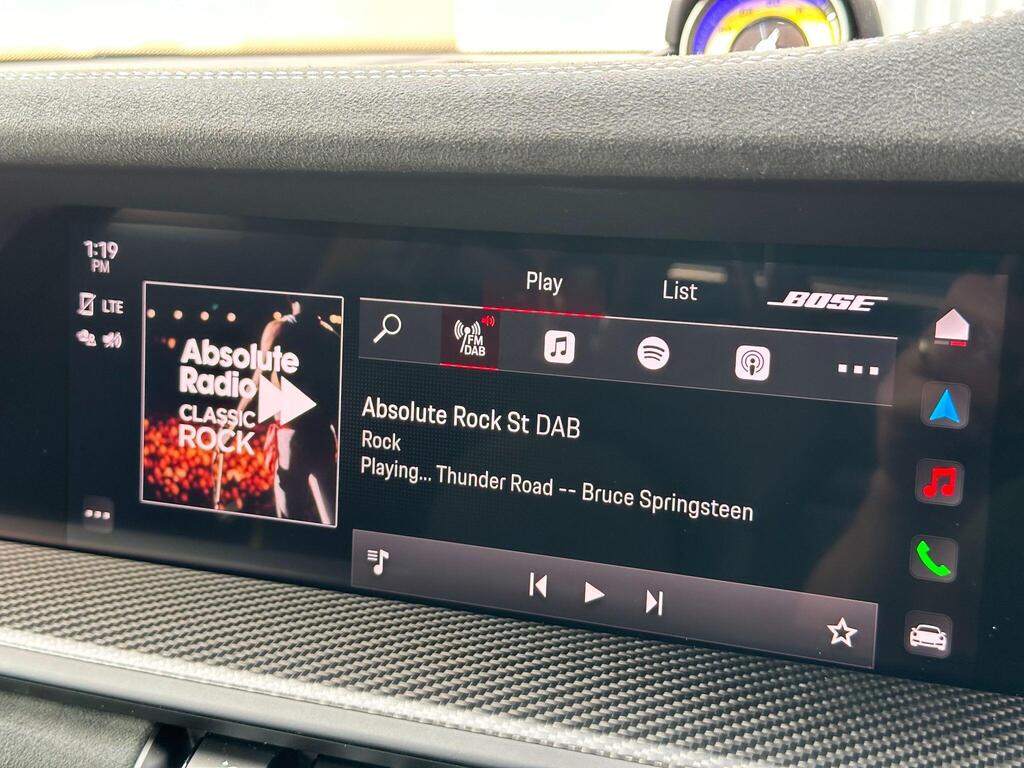 1:19
PM
LTE
Play
List
BOSE
FM
DAB
Absolute
Radio
CLASSIC
ROCK
Absolute Rock St DAB
Rock
Playing... Thunder Road -- Bruce Springsteen